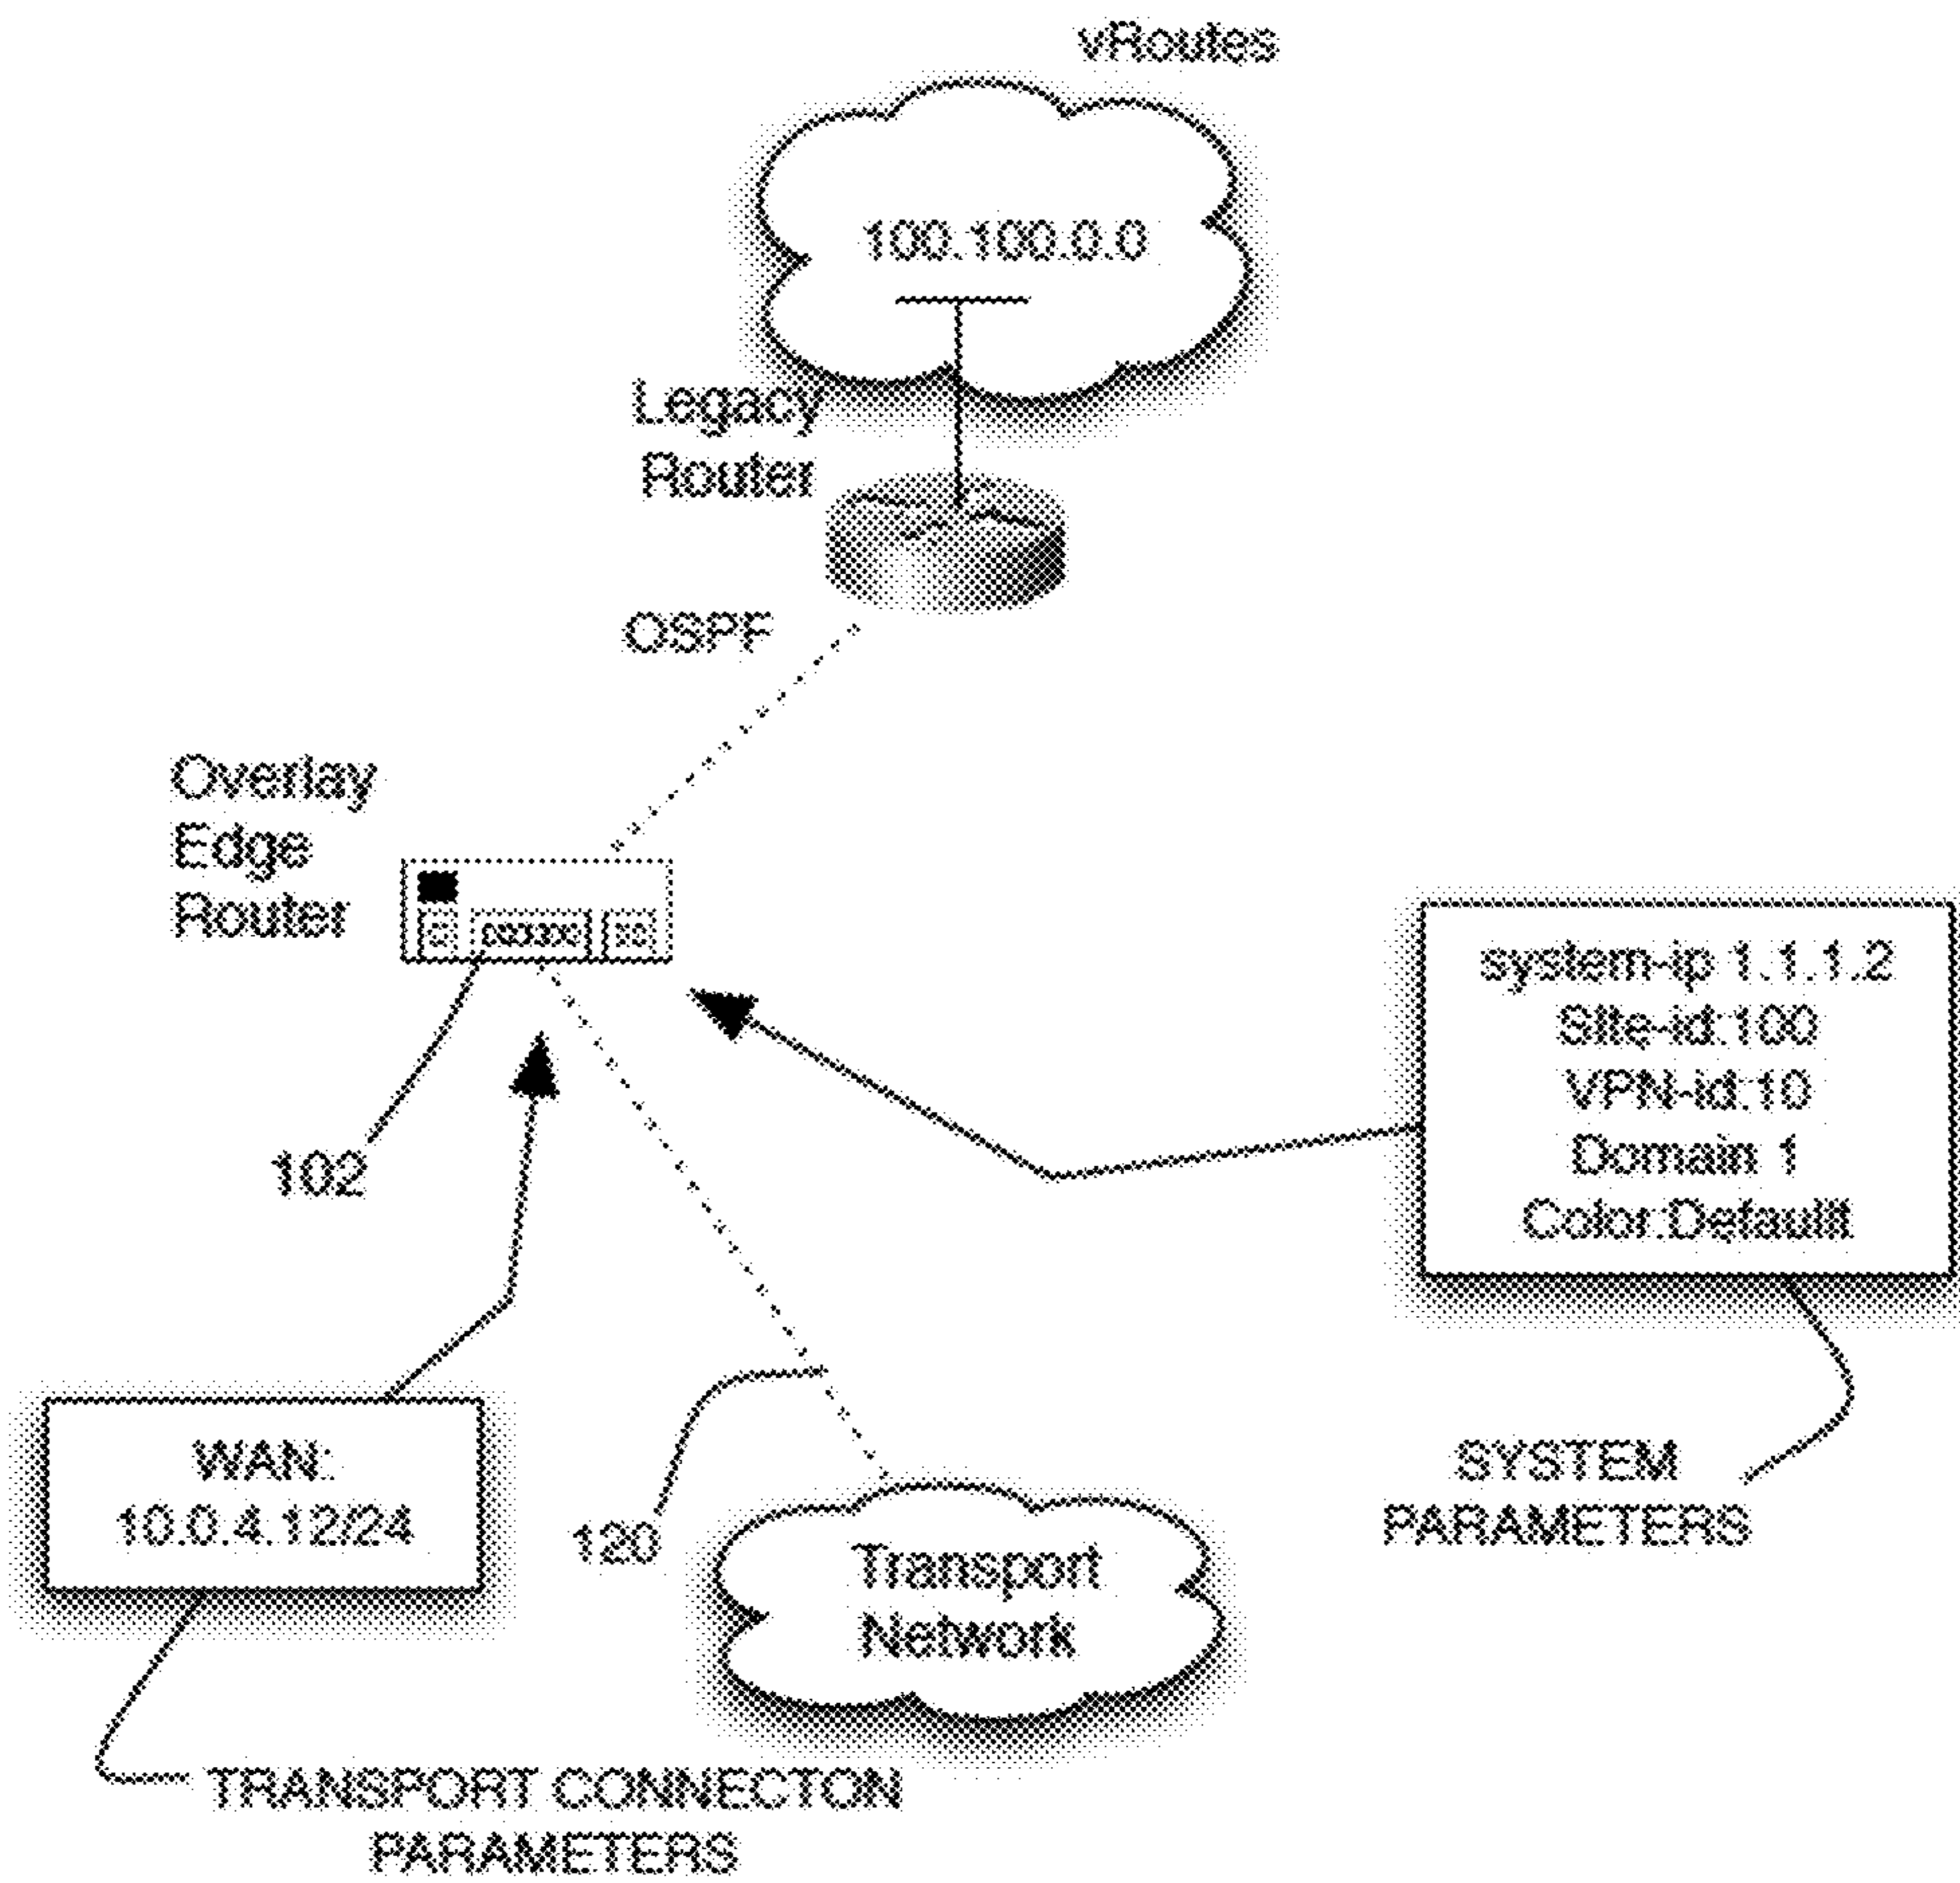 vRoutes
100.100.0.0
Legacy
Router
OSPF
Overlay
Edge
Router
system-ip 1.1.1.2
SIte-id:100
VPN-id:10
Domain 1
Color:Default
102
WAN:
10.0.4.12/24
120
Transport
Network
SYSTEM
PARAMETERS
TRANSPORT CONNECTON
PARAMETERS